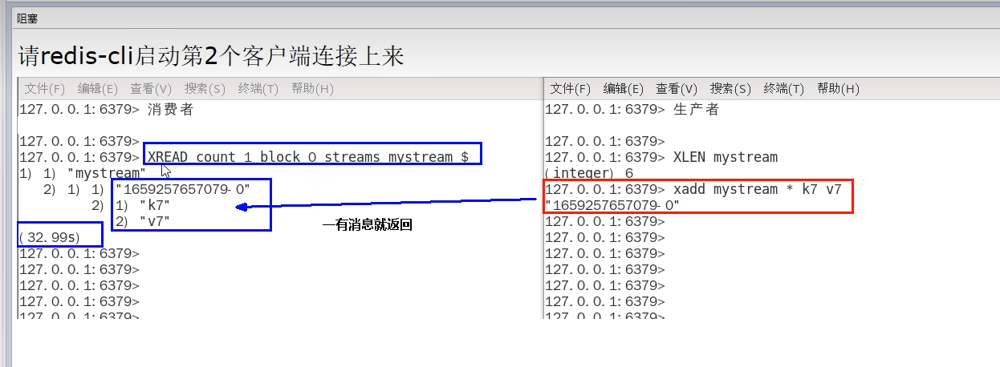 阻塞
请redis-cli启动第2个客户端连接上来
文件(F) 编辑(E) 查看(V) 搜索(S) 终端(T) 帮助(H)
127.0.0.1:6379> 消费者
127.0.0.1:6379>
127.0.0.1:6379> XREAD count 1 block 0 streams mystream $
1) 1) "mystream"
   2) 1) 1) "1659257657079-0"
         2) 1) "k7"
            2) "v7"
(32.99s)
127.0.0.1:6379>
127.0.0.1:6379>
127.0.0.1:6379>
127.0.0.1:6379>
127.0.0.1:6379>
一有消息就返回
文件(F) 编辑(E) 查看(V) 搜索(S) 终端(T) 帮助(H)
127.0.0.1:6379> 生产者
127.0.0.1:6379>
127.0.0.1:6379> XLEN mystream
(integer) 6
127.0.0.1:6379> xadd mystream * k7 v7
"1659257657079-0"
127.0.0.1:6379>
127.0.0.1:6379>
127.0.0.1:6379>
127.0.0.1:6379>
127.0.0.1:6379>
127.0.0.1:6379>
127.0.0.1:6379>